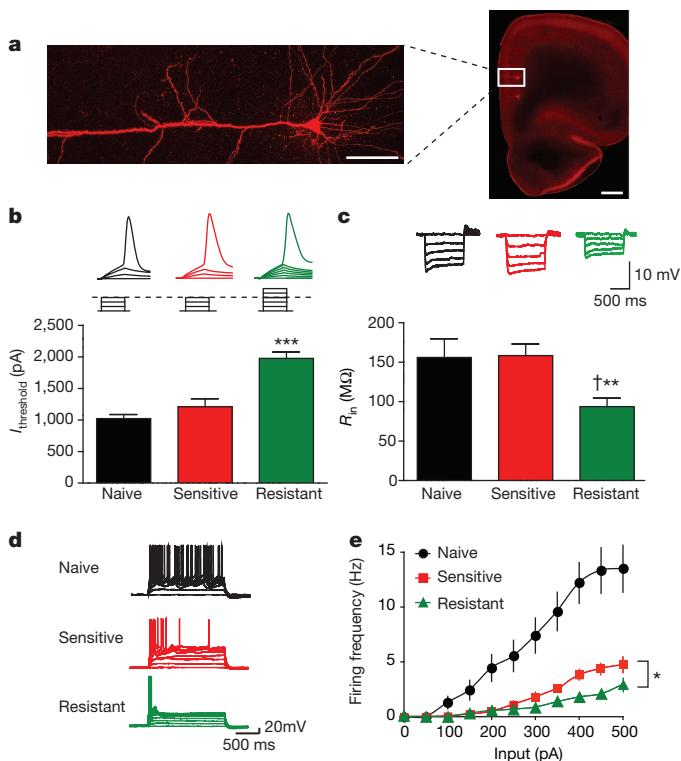 a
b
c
10 mV
500 ms
I threshold (pA)
2,500
2,000
1,500
1,000
500
0
***
Naive
Sensitive
Resistant
R in (MΩ)
200
150
100
50
0
†**
Naive
Sensitive
Resistant
d
Naive
Sensitive
Resistant
20mV
500 ms
e
Naive
Sensitive
Resistant
Firing frequency (Hz)
15
10
5
0
*
0 100 200 300 400 500
Input (pA)